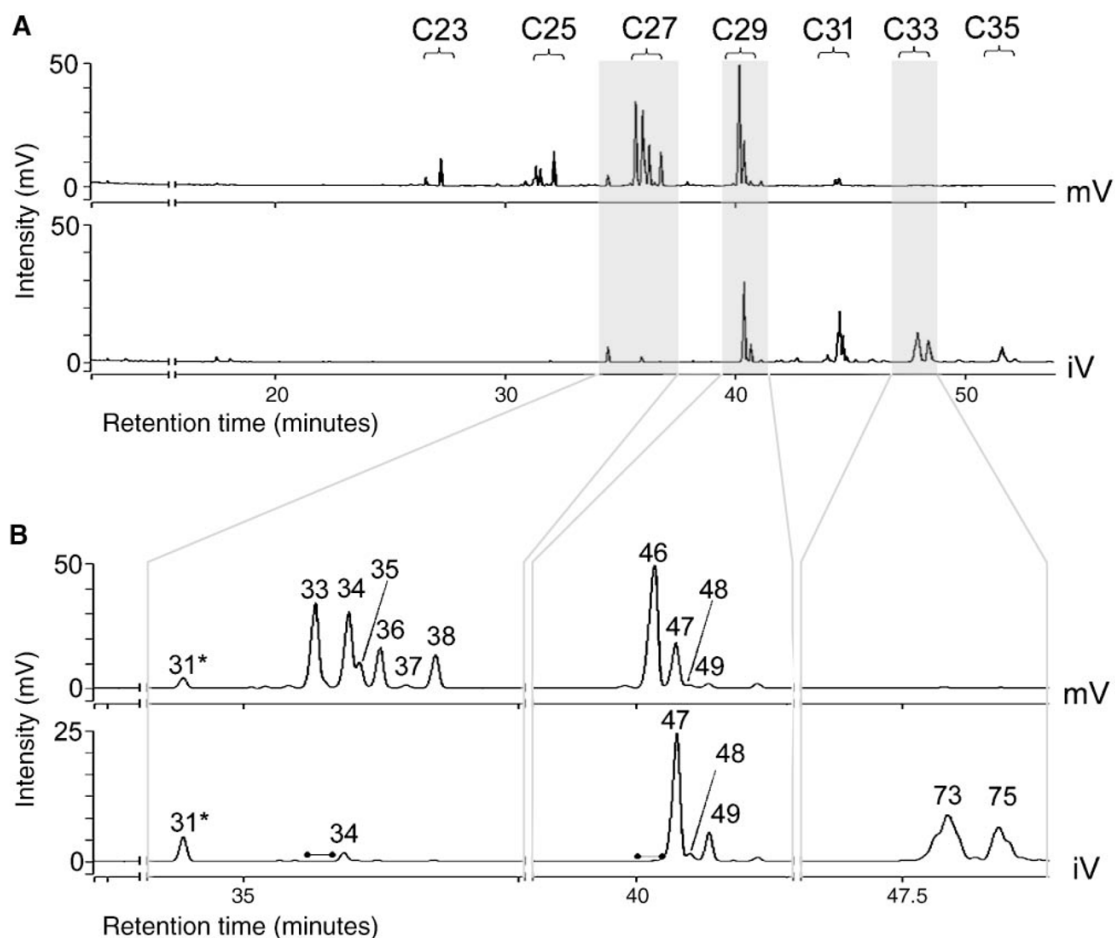 A
C23 C25 C27 C29 C31 C33 C35
50
0
mV
50
0
iV
Intensity (mV)
20 30 40 50
Retention time (minutes)
B
50
25
0
31* 33 34 35 36 37 38 46 47 48 49
mV
25
0
31* 34 47 48 49 73 75
iV
Intensity (mV)
35 40 47.5
Retention time (minutes)